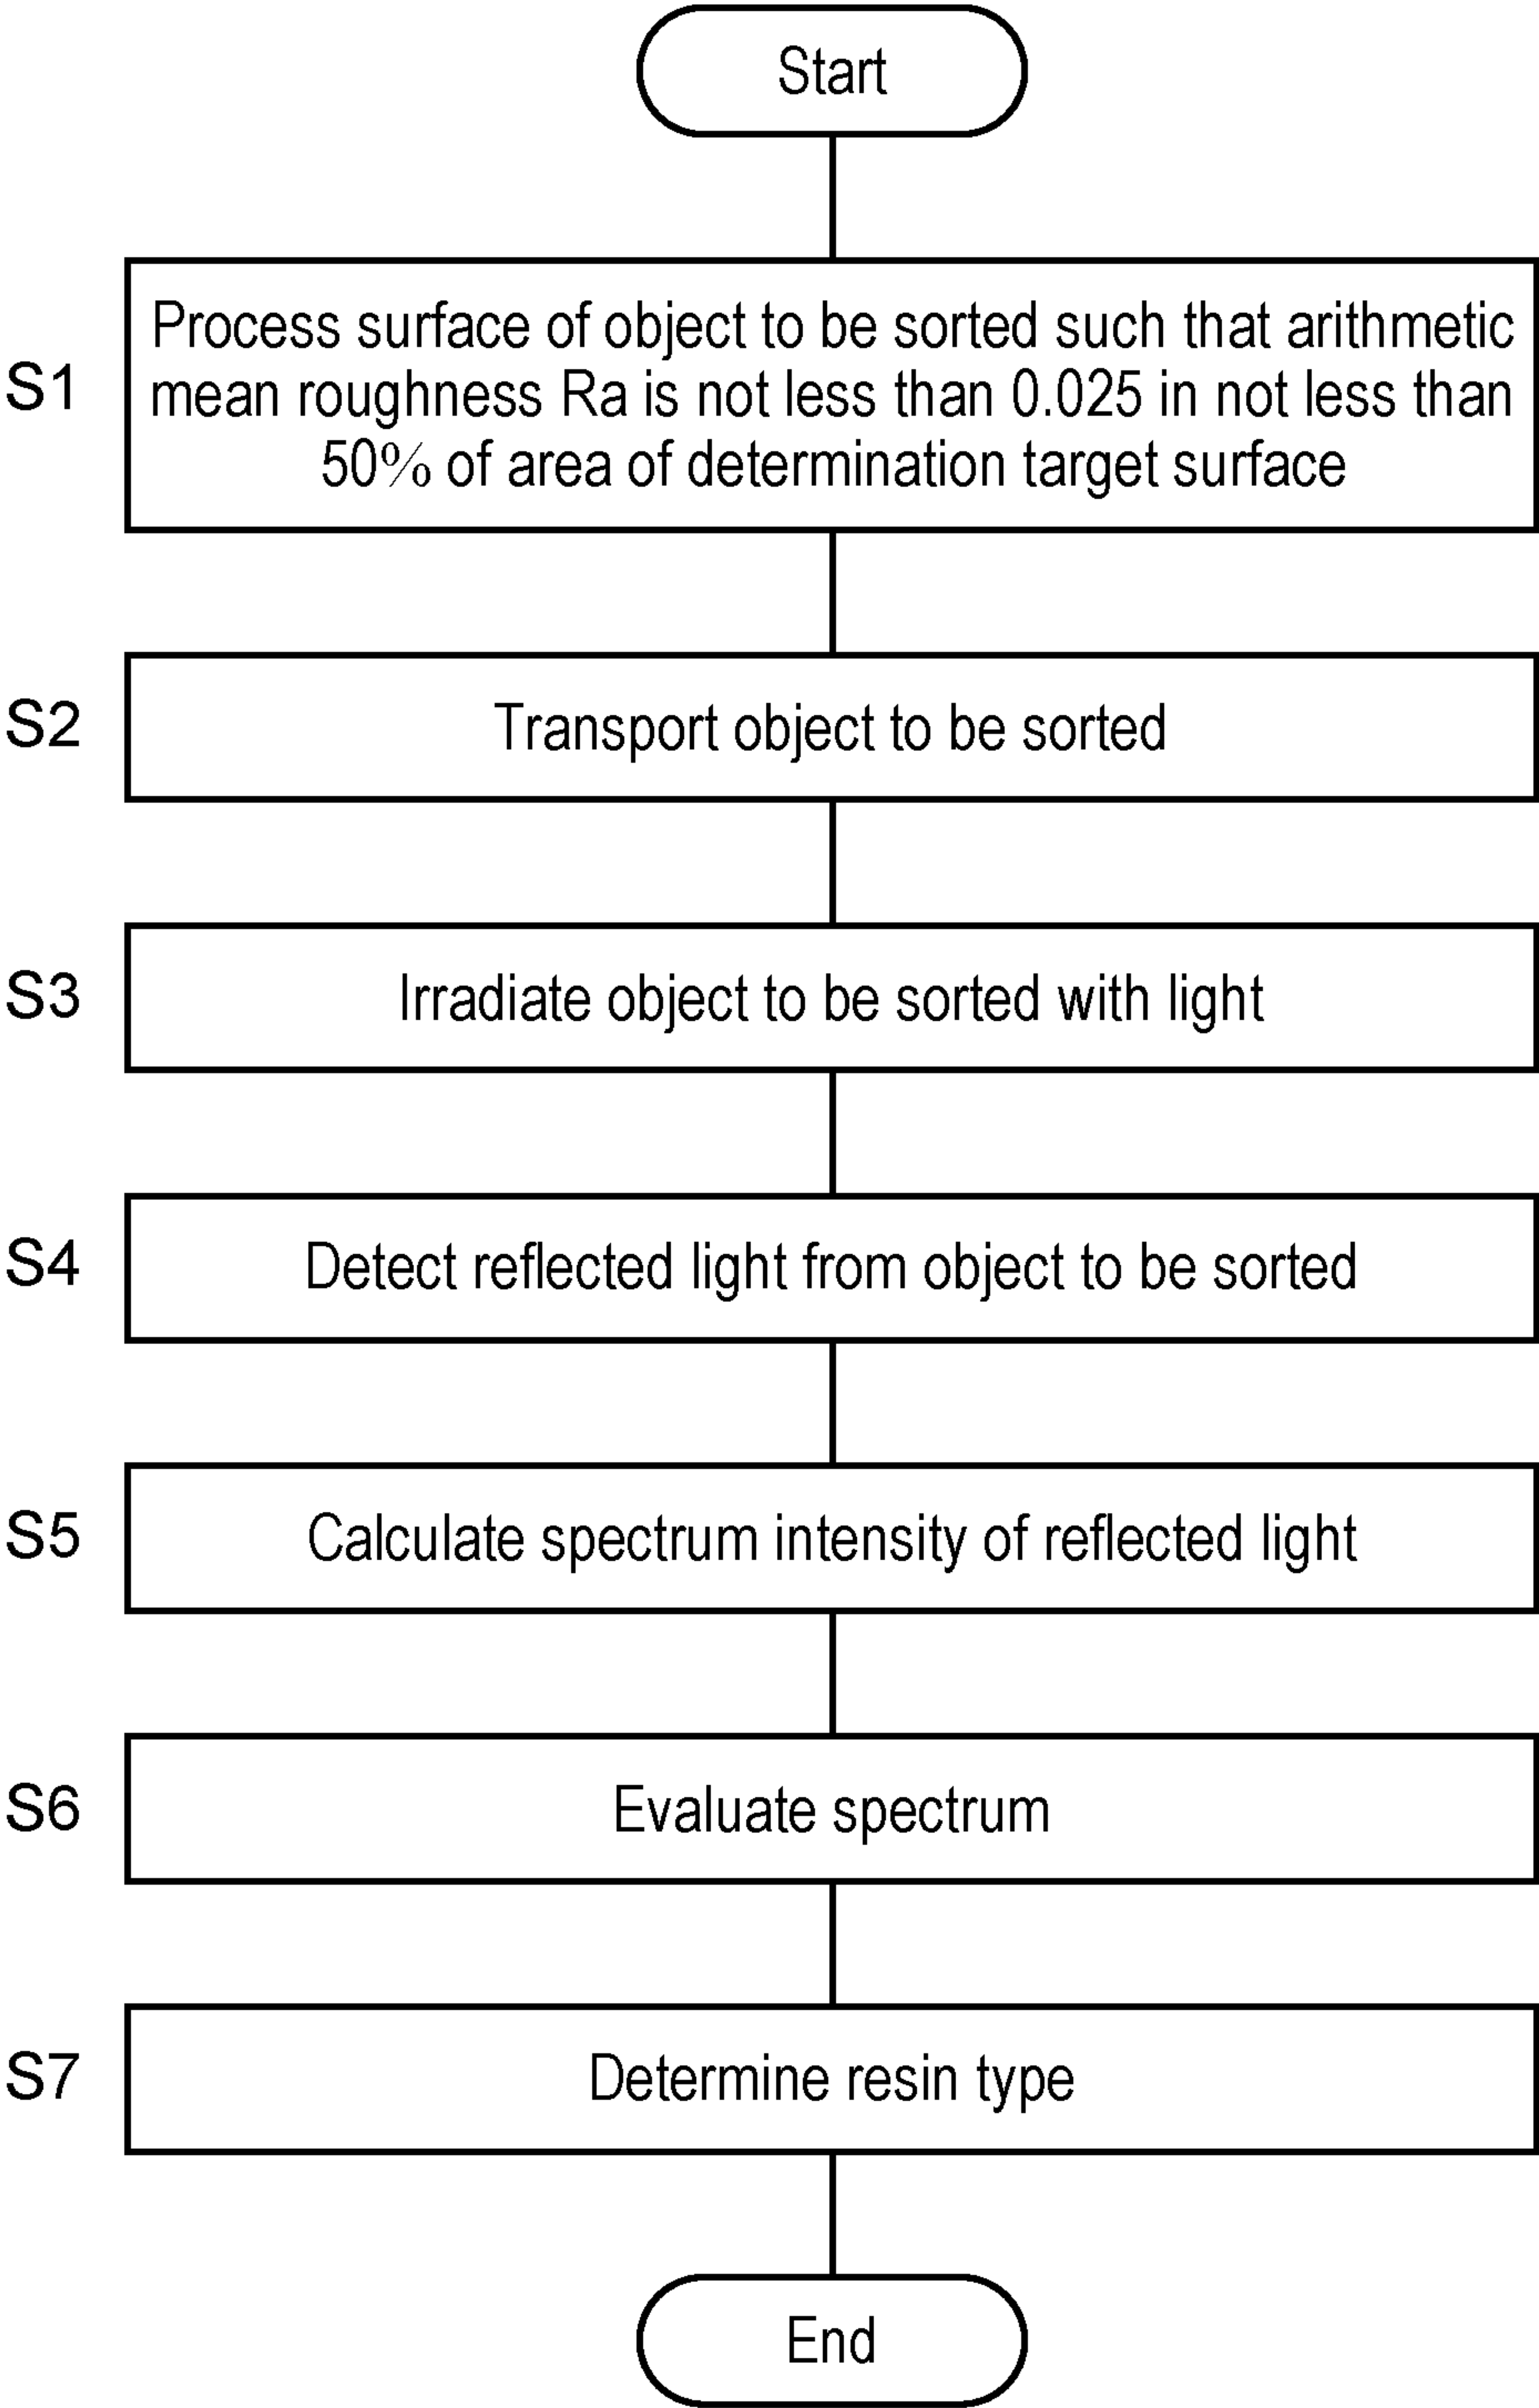 Start
S1
Process surface of object to be sorted such that arithmetic
mean roughness Ra is not less than 0.025 in not less than
50% of area of determination target surface
S2
Transport object to be sorted
S3
Irradiate object to be sorted with light
S4
Detect reflected light from object to be sorted
S5
Calculate spectrum intensity of reflected light
S6
Evaluate spectrum
S7
Determine resin type
End